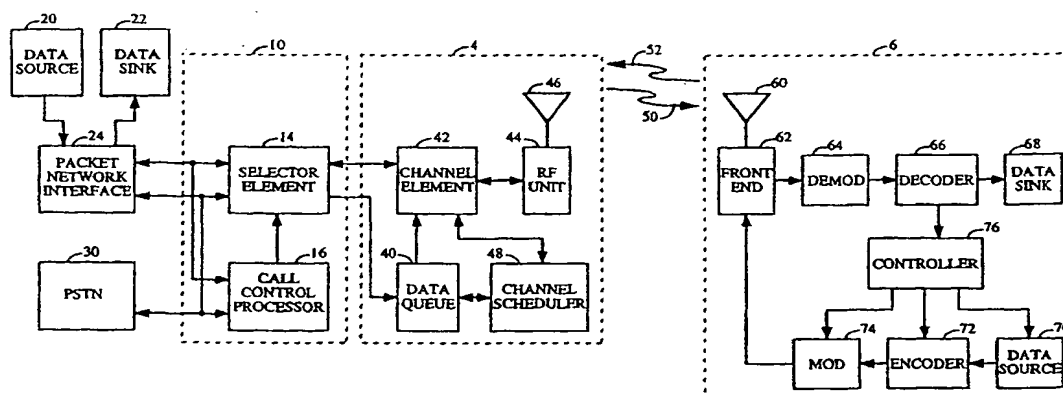 20
22
DATA SOURCE
DATA SINK
10
4
52
6
46
50
60
24
PACKET NETWORK INTERFACE
14
SELECTOR ELEMENT
42
CHANNEL ELEMENT
44
RF UNIT
62
FRONT END
64
DEMOD
66
DECODER
68
DATA SINK
30
PSTN
16
CALL CONTROL PROCESSOR
40
DATA QUEUE
48
CHANNEL SCHEDULER
76
CONTROLLER
74
MOD
72
ENCODER
DATA SOURCE